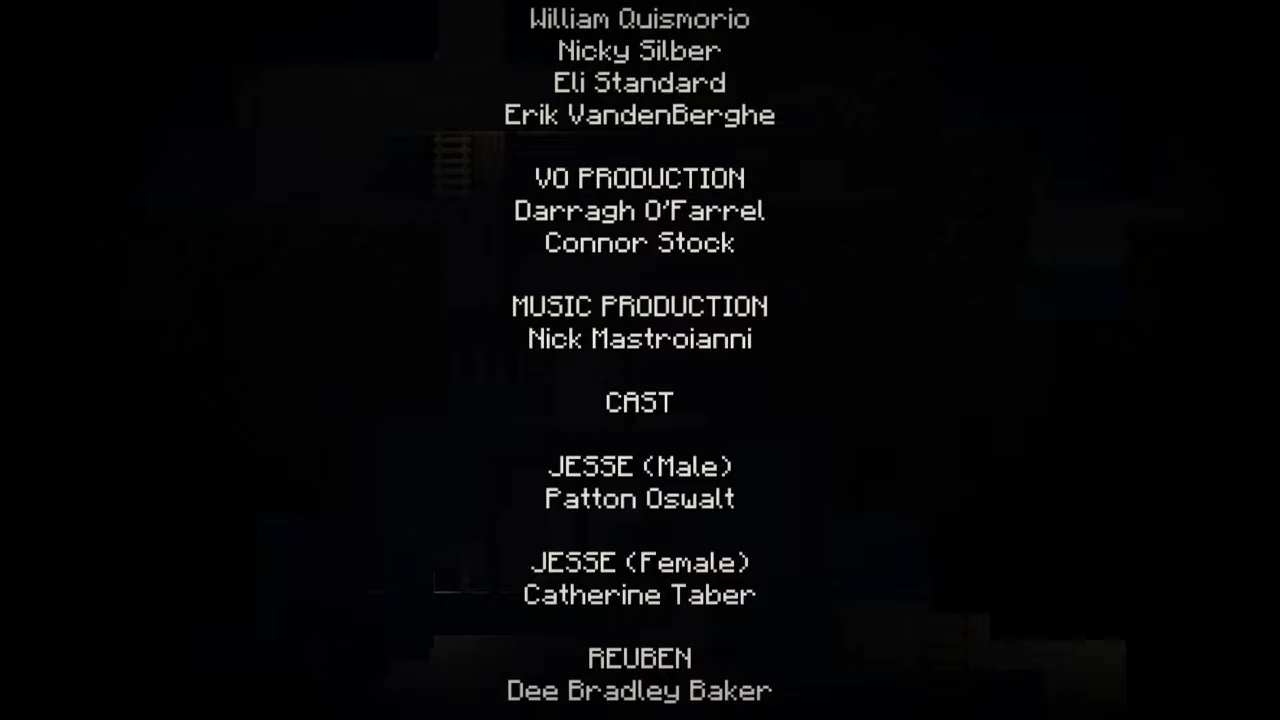 William Quismorio
Nicky Silber
Eli Standard
Erik VandenBerghe
VO PRODUCTION
Darragh O'Farrel
Connor Stock
MUSIC PRODUCTION
Nick Mastroianni
CAST
JESSE (Male)
Patton Oswalt
JESSE (Female)
Catherine Taber
REUBEN
Dee Bradley Baker